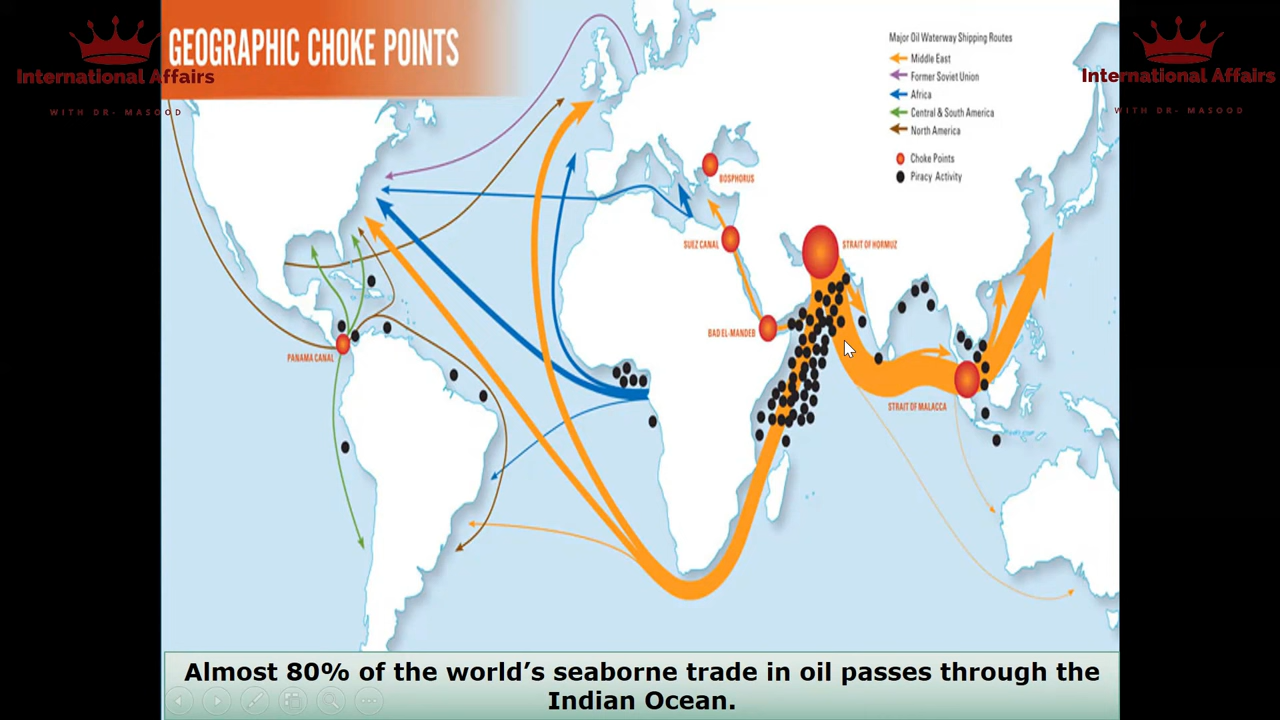 GEOGRAPHIC CHOKE POINTS
International Affairs
WITH DR- MASOOD
International Affairs
WITH DR- MASOOD
Major Oil Waterway Shipping Routes
Middle East
Former Soviet Union
Africa
Central & South America
North America
Choke Points
Piracy Activity
BOSPHORUS
SUEZ CANAL
STRAIT OF HORMUZ
BAD EL-MANDEB
PANAMA CANAL
STRAIT OF MALACCA
Almost 80% of the world's seaborne trade in oil passes through the
Indian Ocean.